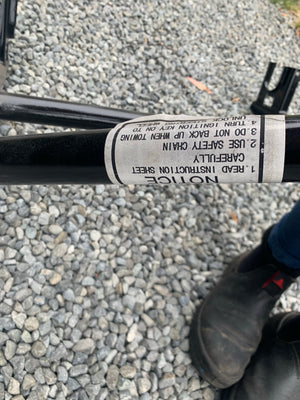 NOTICE
1. READ INSTRUCTION SHEET
CAREFULLY
2. USE SAFETY CHAIN
3. DO NOT BACK UP WHEN TOWING
4. TURN IGNITION KEY ON TO
UNLOCK